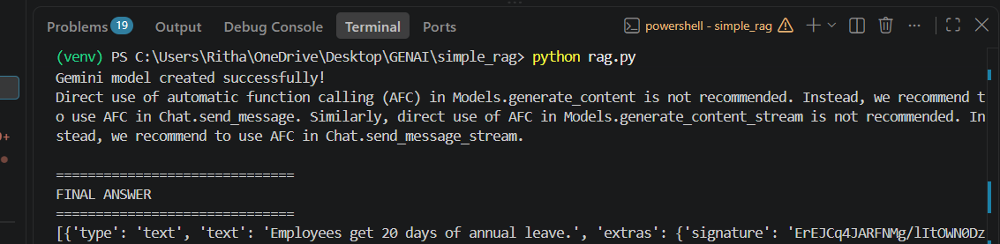 Problems 19 Output Debug Console Terminal Ports powershell - simple_rag
(venv) PS C:\Users\Ritha\OneDrive\Desktop\GENAI\simple_rag> python rag.py
Gemini model created successfully!
Direct use of automatic function calling (AFC) in Models.generate_content is not recommended. Instead, we recommend t
o use AFC in Chat.send_message. Similarly, direct use of AFC in Models.generate_content_stream is not recommended. In
stead, we recommend to use AFC in Chat.send_message_stream.
==============================
FINAL ANSWER
==============================
[{'type': 'text', 'text': 'Employees get 20 days of annual leave.', 'extras': {'signature': 'ErEJCq4JARFNMg/lItOWN0Dz